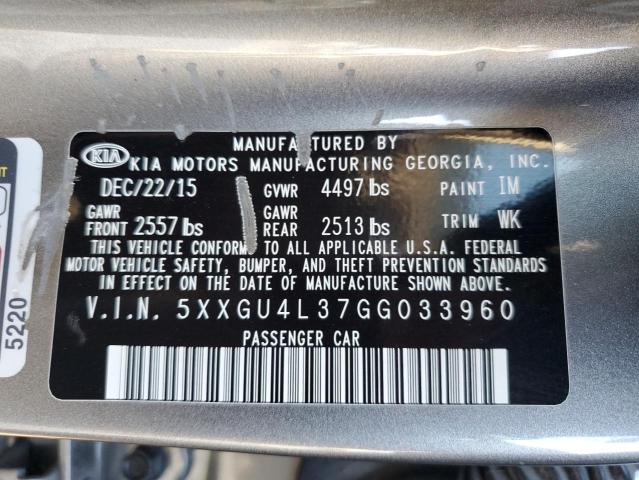 KIA
MANUFACTURED BY
KIA MOTORS MANUFACTURING GEORGIA, INC.
DEC/22/15 GVWR 4497 lbs PAINT IM
GAWR FRONT 2557 lbs GAWR REAR 2513 lbs TRIM WK
THIS VEHICLE CONFORM TO ALL APPLICABLE U.S.A. FEDERAL
MOTOR VEHICLE SAFETY, BUMPER, AND THEFT PREVENTION STANDARDS
IN EFFECT ON THE DATE OF MANUFACTURE SHOWN ABOVE.
V.I.N. 5XXGU4L37GG033960
PASSENGER CAR
5220